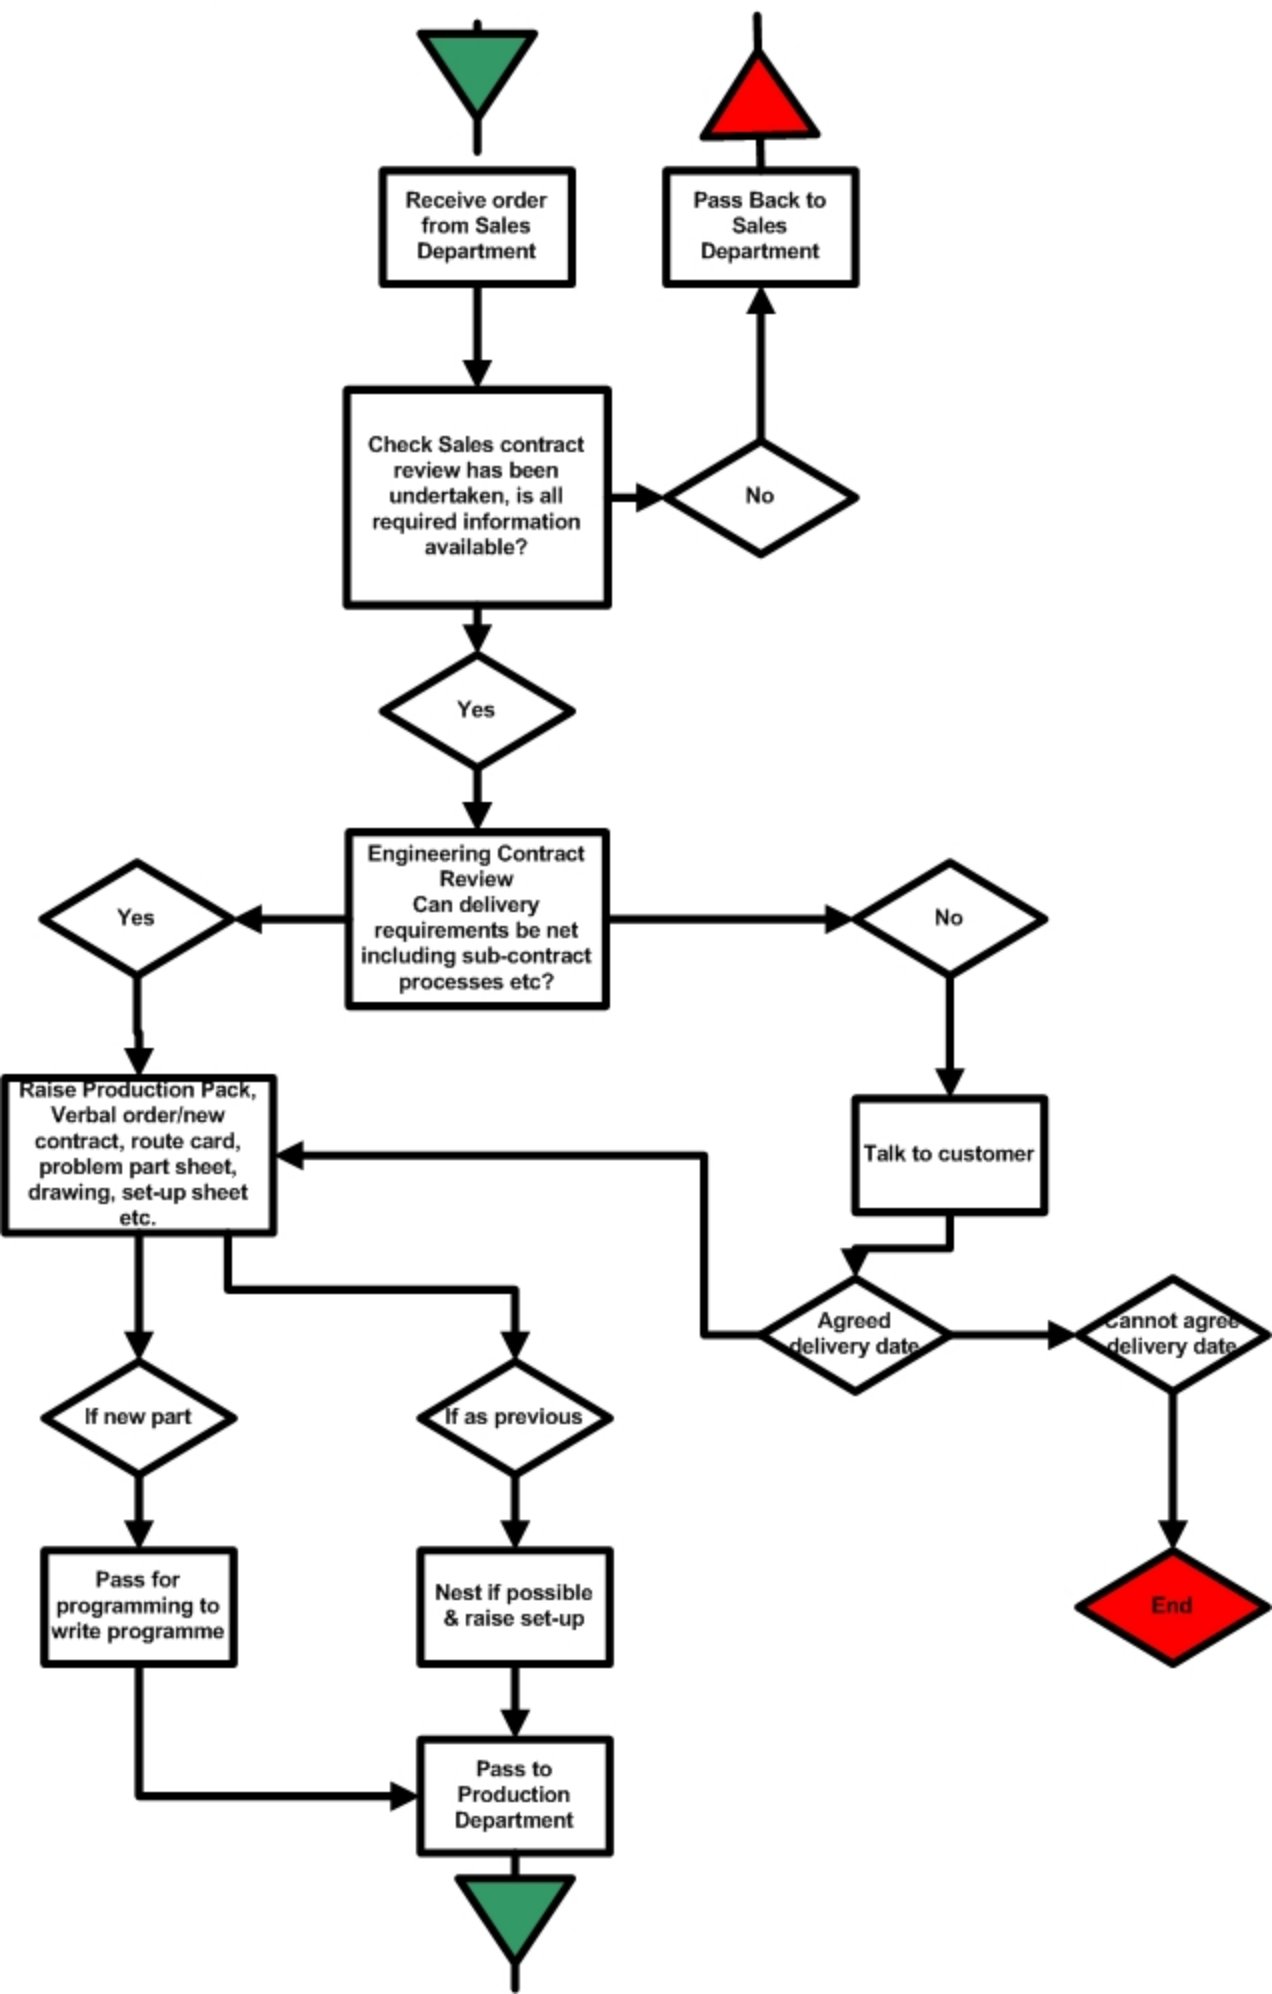 Receive order
from Sales
Department
Pass Back to
Sales
Department
Check Sales contract
review has been
undertaken, is all
required information
available?
No
Yes
Engineering Contract
Review
Can delivery
requirements be net
including sub-contract
processes etc?
Yes
No
Raise Production Pack,
Verbal order/new
contract, route card,
problem part sheet,
drawing, set-up sheet
etc.
Talk to customer
Agreed
delivery date
Cannot agree
delivery date
If new part
If as previous
Pass for
programming to
write programme
Nest if possible
& raise set-up
End
Pass to
Production
Department